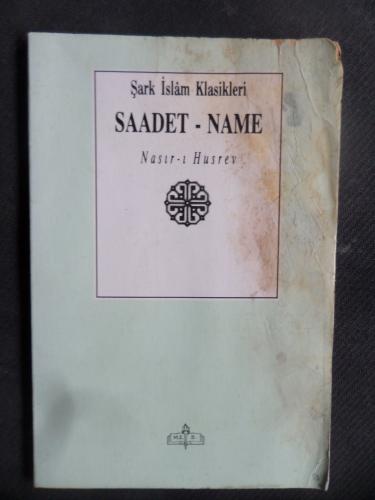 Şark İslâm Klasikleri
SAADET - NAME
Nasır-ı Husrev
M.E. B.